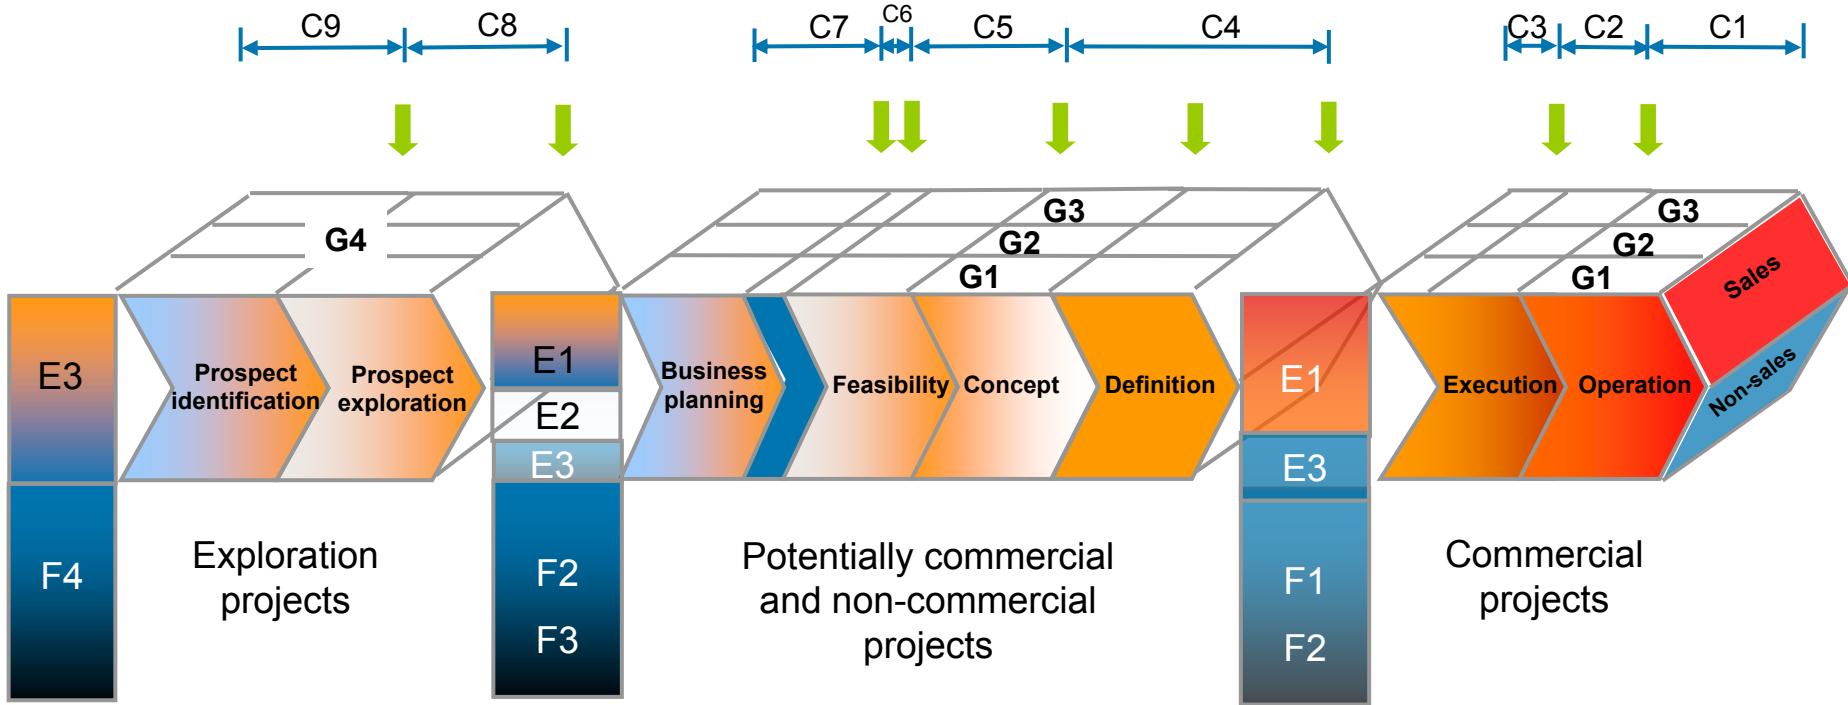 C9
C8
C7
C6
C5
C4
C3
C2
C1
G4
G3
G2
G1
G3
G2
G1
E3
F4
Prospect
identification
Prospect
exploration
E1
E2
E3
F2
F3
Business
planning
Feasibility
Concept
Definition
E1
E3
F1
F2
Execution
Operation
Sales
Non-sales
Exploration
projects
Potentially commercial
and non-commercial
projects
Commercial
projects